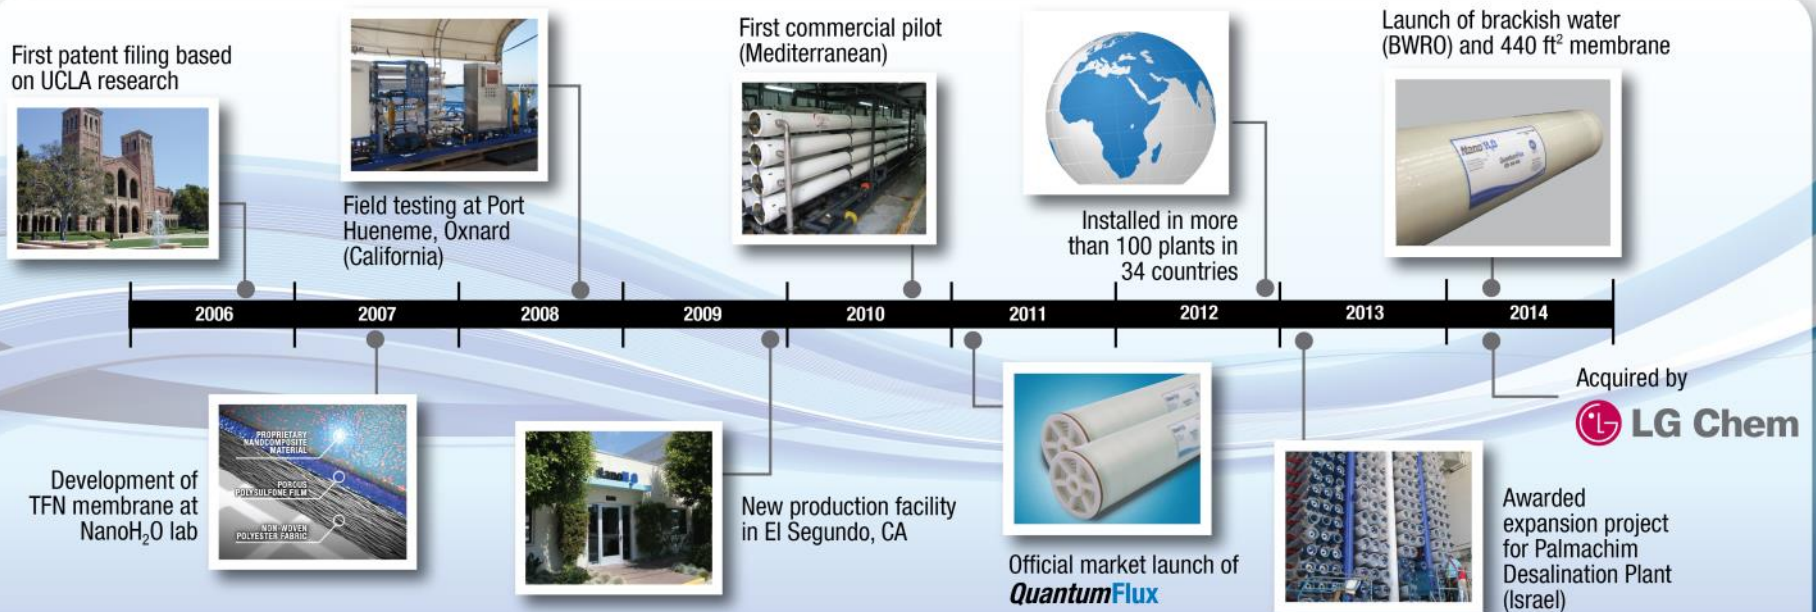 First patent filing based
on UCLA research
Field testing at Port
Hueneme, Oxnard
(California)
First commercial pilot
(Mediterranean)
Installed in more
than 100 plants in
34 countries
Launch of brackish water
(BWRO) and 440 ft² membrane
NanoH₂O
QuantumFlux
2006
2007
2008
2009
2010
2011
2012
2013
2014
Development of
TFN membrane at
NanoH₂O lab
PROPRIETARY
NANOCOMPOSITE
MATERIAL
POROUS
POLYSULFONE FILM
NON-WOVEN
POLYESTER FABRIC
NanoH₂O
New production facility
in El Segundo, CA
Official market launch of
QuantumFlux
Awarded
expansion project
for Palmachim
Desalination Plant
(Israel)
Acquired by
LG Chem